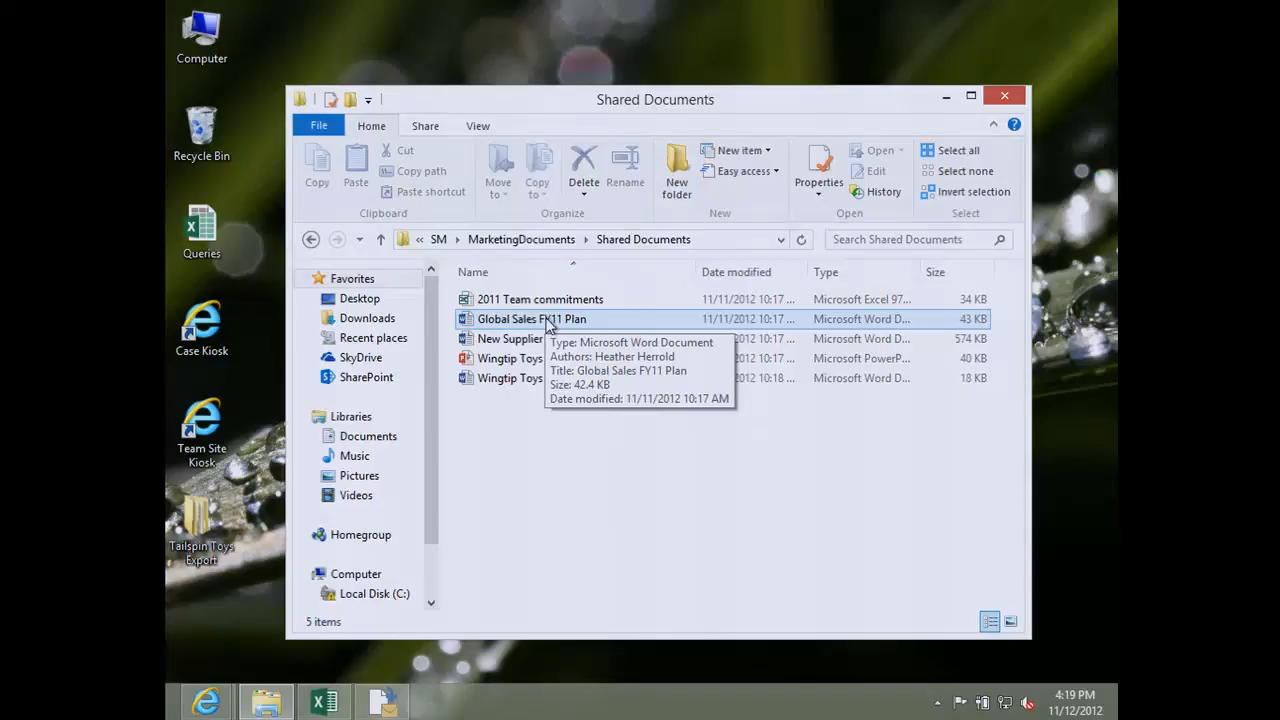 Computer
Recycle Bin
Queries
Case Kiosk
Team Site
Kiosk
Tailspin Toys
Export
Shared Documents
File Home Share View
Copy
Paste
Cut
Copy path
Paste shortcut
Clipboard
Move
to
Copy
to
Delete
Rename
Organize
New
folder
New item
Easy access
New
Properties
Open
Edit
History
Open
Select all
Select none
Invert selection
Select
« SM MarketingDocuments Shared Documents
Search Shared Documents
Favorites
Desktop
Downloads
Recent places
SkyDrive
SharePoint
Libraries
Documents
Music
Pictures
Videos
Homegroup
Computer
Local Disk (C:)
Name Date modified Type Size
2011 Team commitments 11/11/2012 10:17 ... Microsoft Excel 97... 34 KB
Global Sales FY11 Plan 11/11/2012 10:17 ... Microsoft Word D... 43 KB
New Supplier 2012 10:17 ... Microsoft Word D... 574 KB
Wingtip Toys 2012 10:17 ... Microsoft PowerP... 40 KB
Wingtip Toys 2012 10:18 ... Microsoft Word D... 18 KB
Type: Microsoft Word Document
Authors: Heather Herrold
Title: Global Sales FY11 Plan
Size: 42.4 KB
Date modified: 11/11/2012 10:17 AM
5 items
4:19 PM
11/12/2012